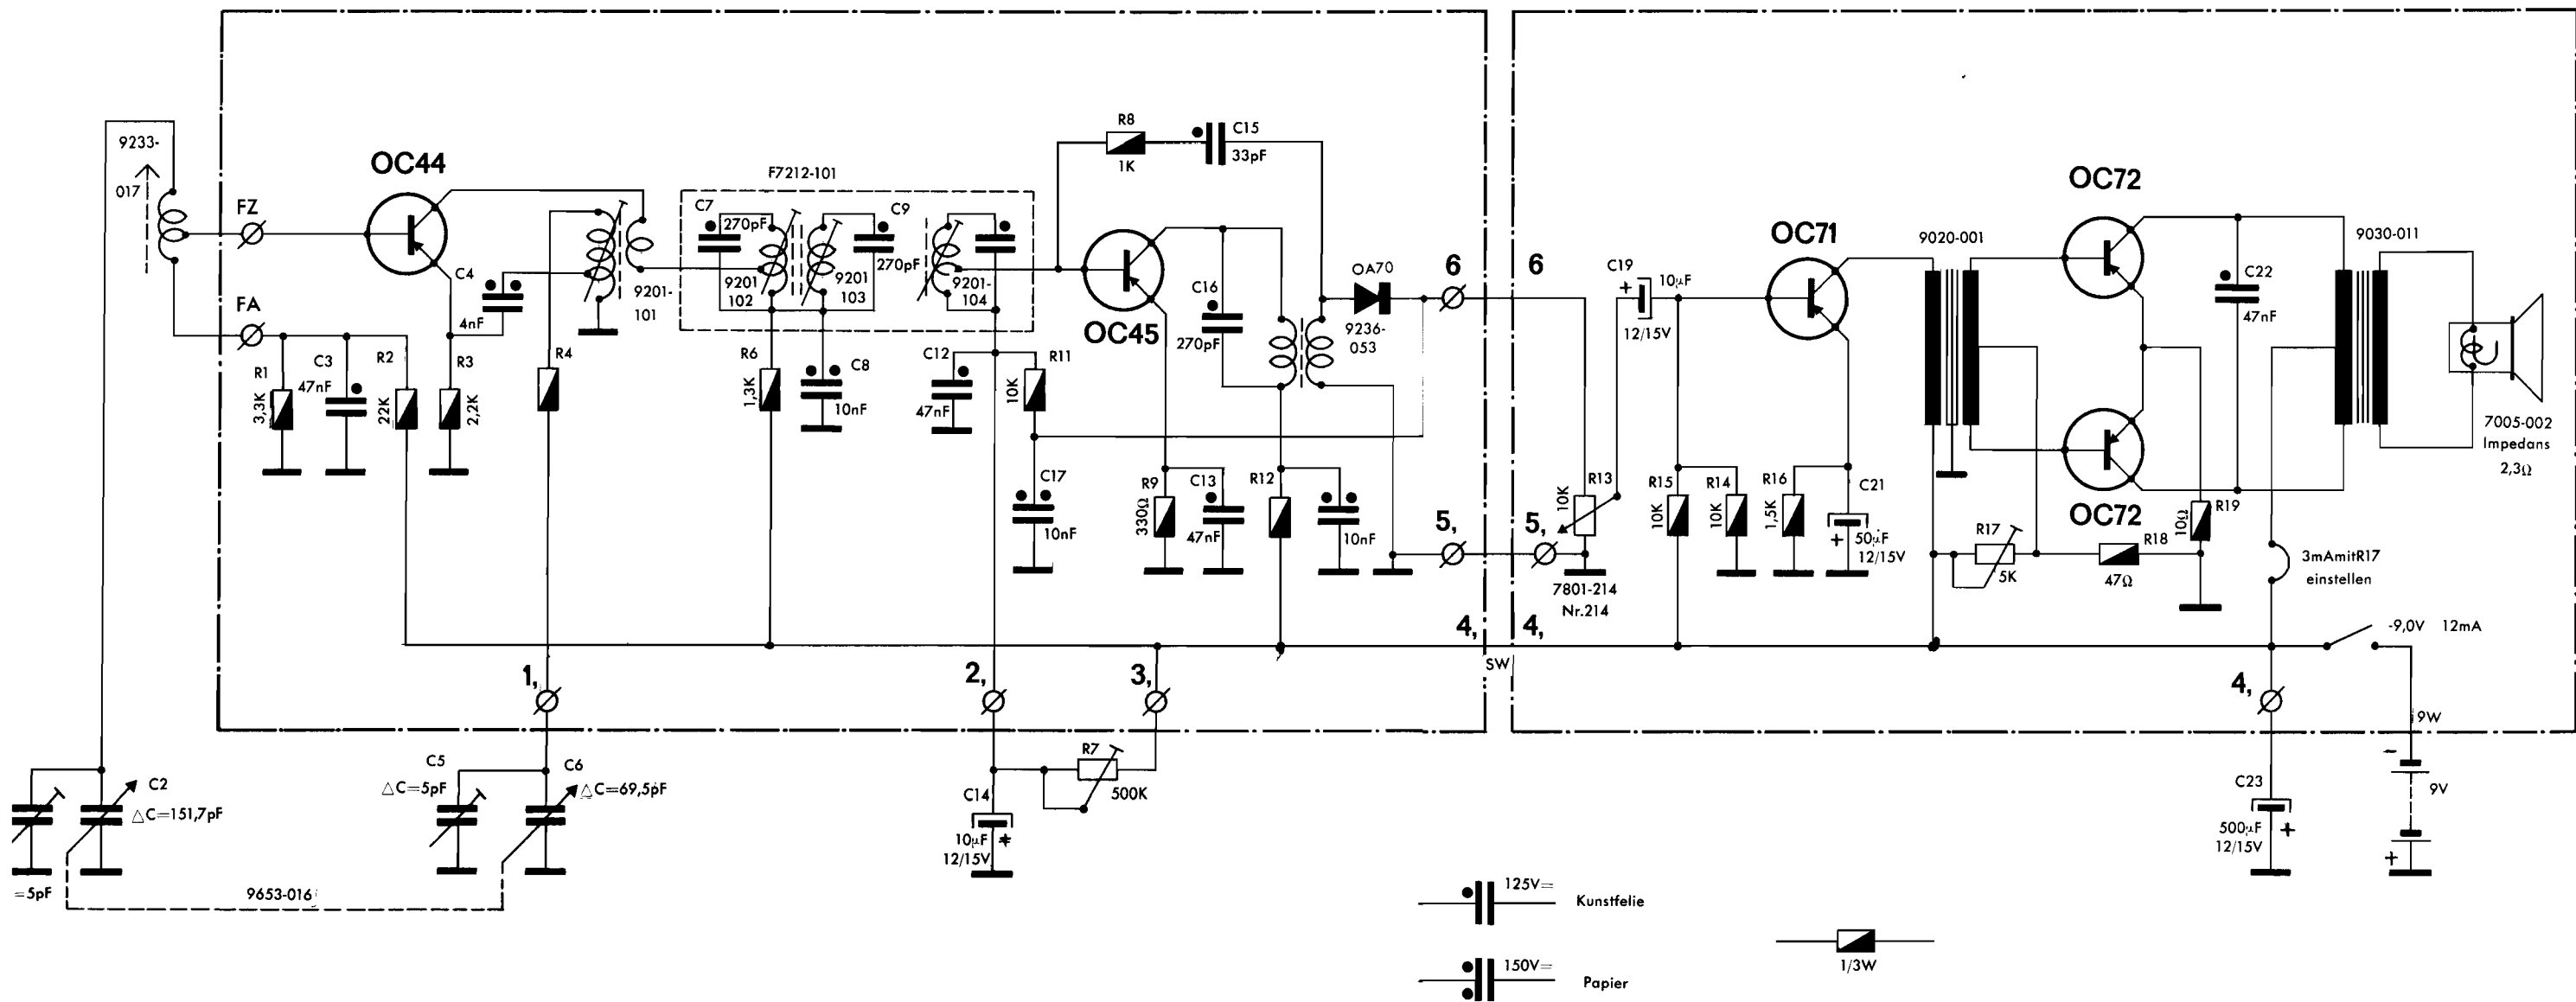 9233-
017
FZ
FA
OC44
R1
3,3K
C3
47nF
R2
22K
R3
2,2K
C4
4nF
R4
9201-
101
F7212-101
C7
270pF
9201
102
9201
103
C9
270pF
9201-
104
R6
1,3K
C8
10nF
C12
47nF
R11
10K
C17
10nF
R8
1K
C15
33pF
OC45
C16
270pF
R9
330Ω
C13
47nF
R12
10nF
OA70
9236-
053
6
6
5,
5,
4,
4,
SW
1,
2,
3,
C19
10µF
+
12/15V
R13
10K
7801-214
Nr.214
R15
10K
R14
10K
R16
1,5K
OC71
C21
+
50µF
12/15V
9020-001
OC72
OC72
R17
5K
R18
47Ω
R19
10Ω
C22
47nF
9030-011
7005-002
Impedans
2,3Ω
3mAmitR17
einstellen
-9,0V 12mA
4,
9W
-
9V
+
C23
500µF
12/15V
+
C2
△C=151,7pF
=5pF
9653-016
C5
△C=5pF
C6
△C=69,5pF
R7
500K
C14
10µF
+
12/15V
125V=
Kunstfelie
150V=
Papier
1/3W